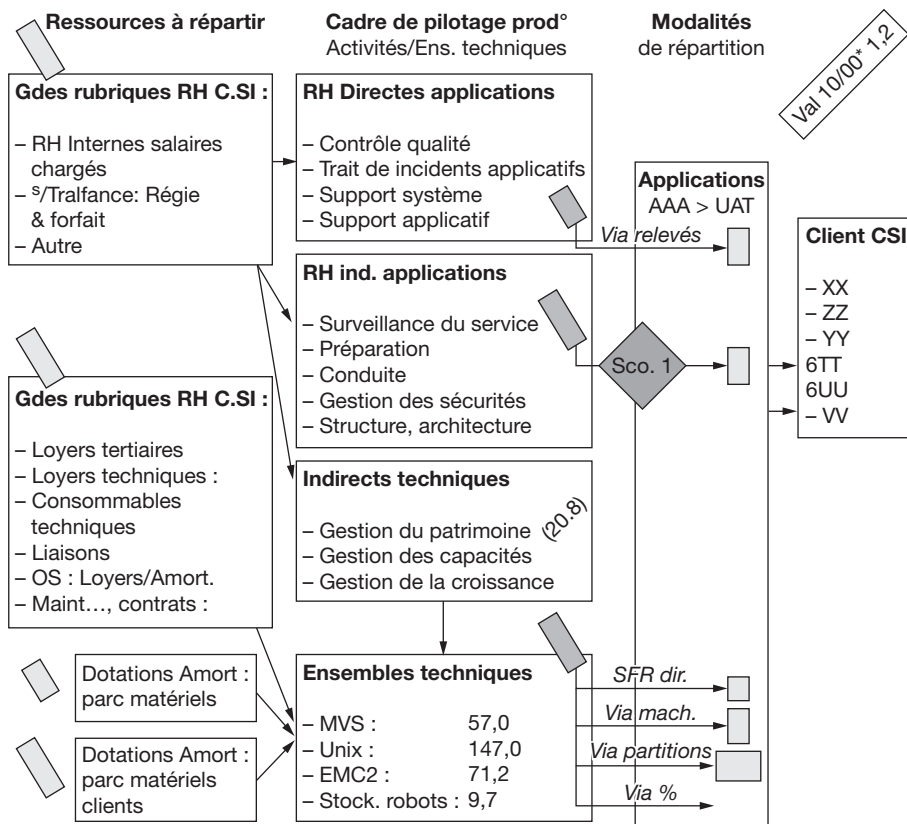 Ressources à répartir
Cadre de pilotage prod°
Activités/Ens. techniques
Modalités
de répartition
Val 10/00* 1,2
Gdes rubriques RH C.SI :
– RH Internes salaires
chargés
– s/Tralfance: Régie
& forfait
– Autre
RH Directes applications
– Contrôle qualité
– Trait de incidents applicatifs
– Support système
– Support applicatif
Applications
AAA > UAT
Via relevés
Client CSI
– XX
– ZZ
– YY
6TT
6UU
– VV
RH ind. applications
– Surveillance du service
– Préparation
– Conduite
– Gestion des sécurités
– Structure, architecture
Sco. 1
Gdes rubriques RH C.SI :
– Loyers tertiaires
– Loyers techniques :
– Consommables
techniques
– Liaisons
– OS : Loyers/Amort.
– Maint…, contrats :
Indirects techniques
– Gestion du patrimoine (20.8)
– Gestion des capacités
– Gestion de la croissance
Dotations Amort :
parc matériels
Dotations Amort :
parc matériels
clients
Ensembles techniques
– MVS : 57,0
– Unix : 147,0
– EMC2 : 71,2
– Stock. robots : 9,7
SFR dir.
Via mach.
Via partitions
Via %